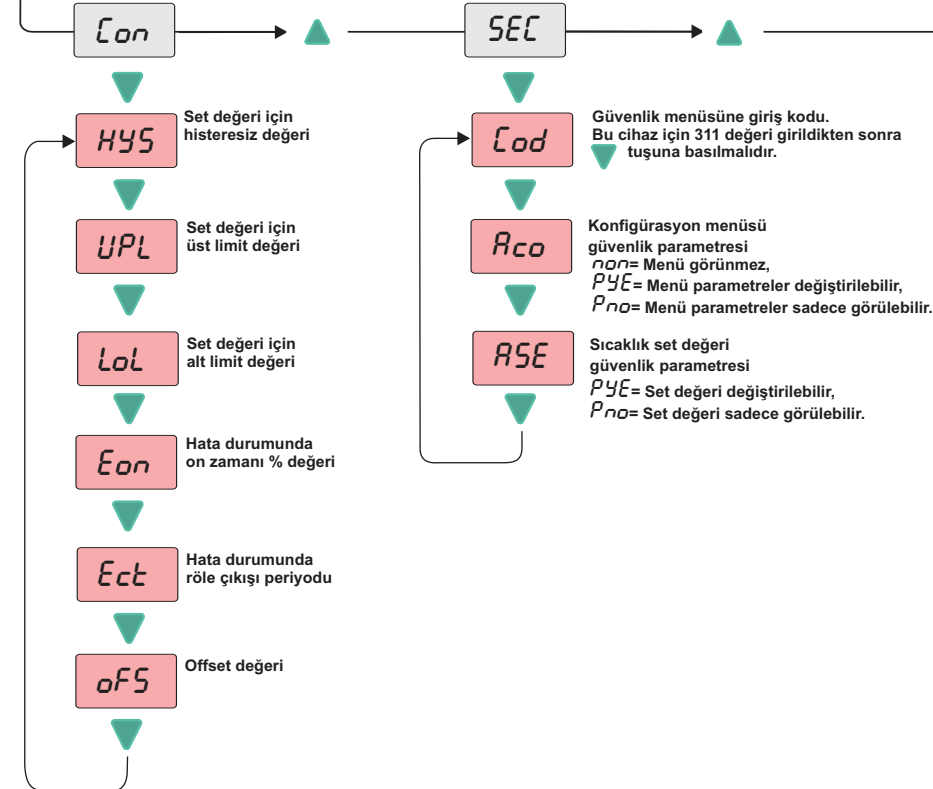 Con
HYS
Set değeri için
histeresiz değeri
UPL
Set değeri için
üst limit değeri
LoL
Set değeri için
alt limit değeri
Eon
Hata durumunda
on zamanı % değeri
Ect
Hata durumunda
röle çıkışı periyodu
oFS
Offset değeri
SEC
Cod
Güvenlik menüsüne giriş kodu.
Bu cihaz için 311 değeri girildikten sonra
tuşuna basılmalıdır.
Aco
Konfigürasyon menüsü
güvenlik parametresi
non= Menü görünmez,
PYE= Menü parametreler değiştirilebilir,
Pno= Menü parametreler sadece görülebilir.
ASE
Sıcaklık set değeri
güvenlik parametresi
PYE= Set değeri değiştirilebilir,
Pno= Set değeri sadece görülebilir.